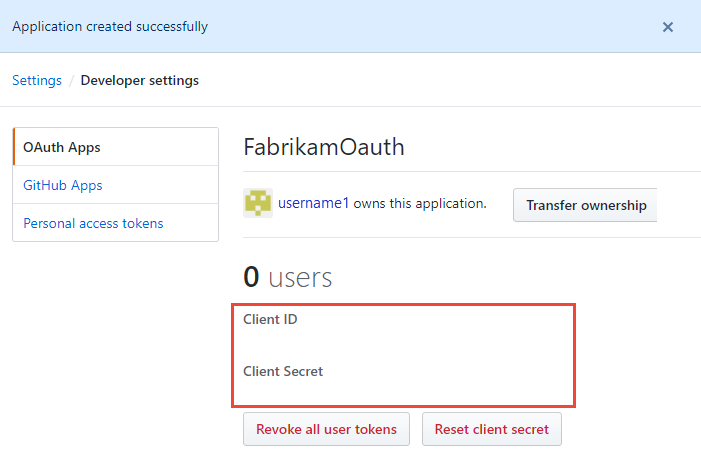 Application created successfully ×
Settings / Developer settings
OAuth Apps
GitHub Apps
Personal access tokens
FabrikamOauth
username1 owns this application.
Transfer ownership
0 users
Client ID
Client Secret
Revoke all user tokens
Reset client secret